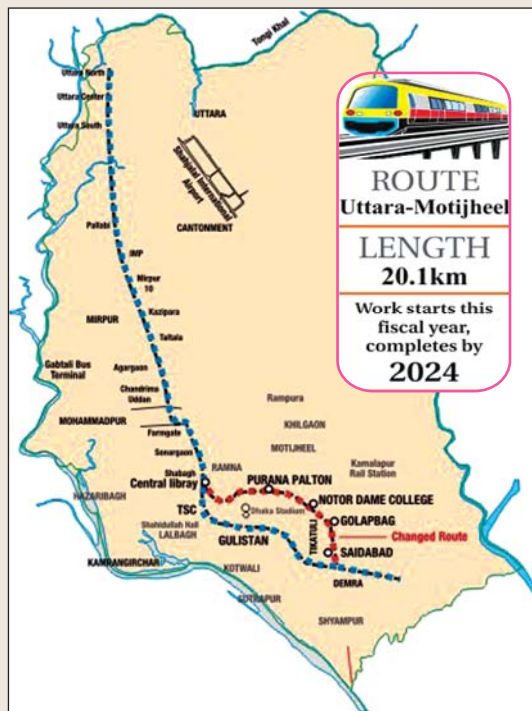 Tongi Khal
Uttara North
Uttara Center
UTTARA
Uttara South
Shahjalal International
Airport
Pallabi
CANTONMENT
IMP
Mirpur
10
MIRPUR
Kazipara
Taltala
Gabtali Bus
Terminal
Agargaon
Chandrima
Uddan
MOHAMMADPUR
Farmgate
Sonargaon
Rampura
KHILGAON
MOTIJHEEL
Kamalapur
Rail Station
Shabagh
RAMNA
Central libray
PURANA PALTON
HAZARIBAGH
TSC
Dhaka Stadium
NOTOR DAME COLLEGE
Shahidullah Hall
LALBAGH
GULISTAN
TIKATULI
GOLAPBAG
Changed Route
SAIDABAD
KAMRANGIRCHAR
KOTWALI
DEMRA
SUTRAPUR
SHYAMPUR
ROUTE
Uttara-Motijheel
LENGTH
20.1km
Work starts this
fiscal year,
completes by
2024